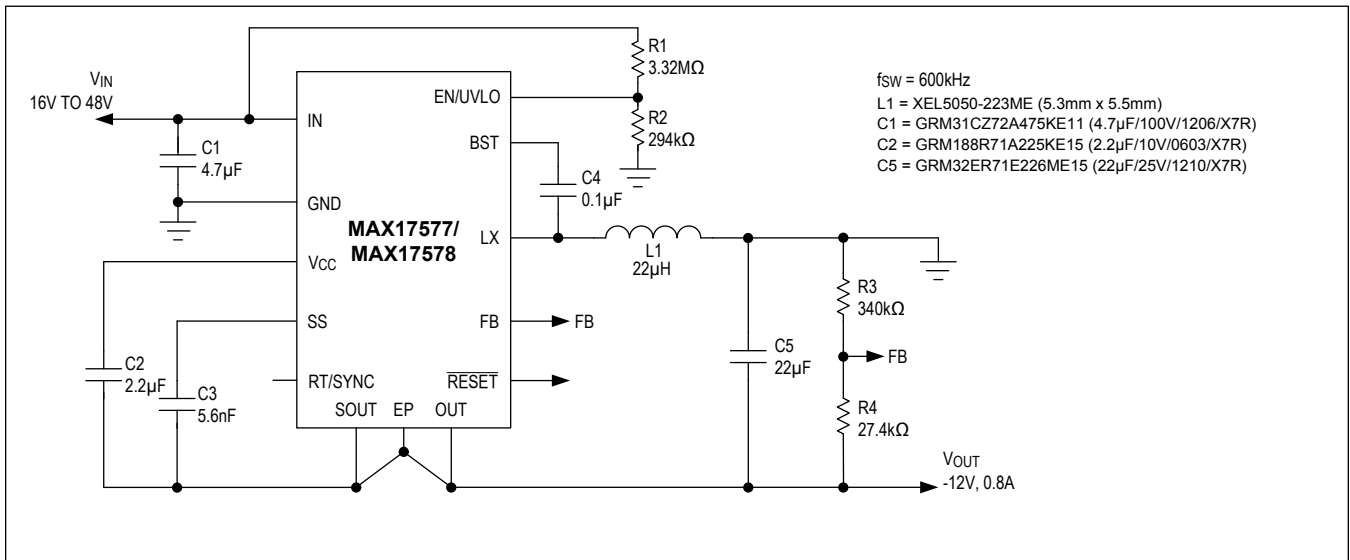 VIN
16V TO 48V
C1
4.7µF
R1
3.32MΩ
R2
294kΩ
fSW = 600kHz
L1 = XEL5050-223ME (5.3mm x 5.5mm)
C1 = GRM31CZ72A475KE11 (4.7µF/100V/1206/X7R)
C2 = GRM188R71A225KE15 (2.2µF/10V/0603/X7R)
C5 = GRM32ER71E226ME15 (22µF/25V/1210/X7R)
IN
EN/UVLO
BST
C4
0.1µF
GND
MAX17577/
MAX17578
LX
L1
22µH
VCC
SS
FB
FB
RT/SYNC
RESET
SOUT
EP
OUT
C2
2.2µF
C3
5.6nF
C5
22µF
R3
340kΩ
FB
R4
27.4kΩ
VOUT
-12V, 0.8A